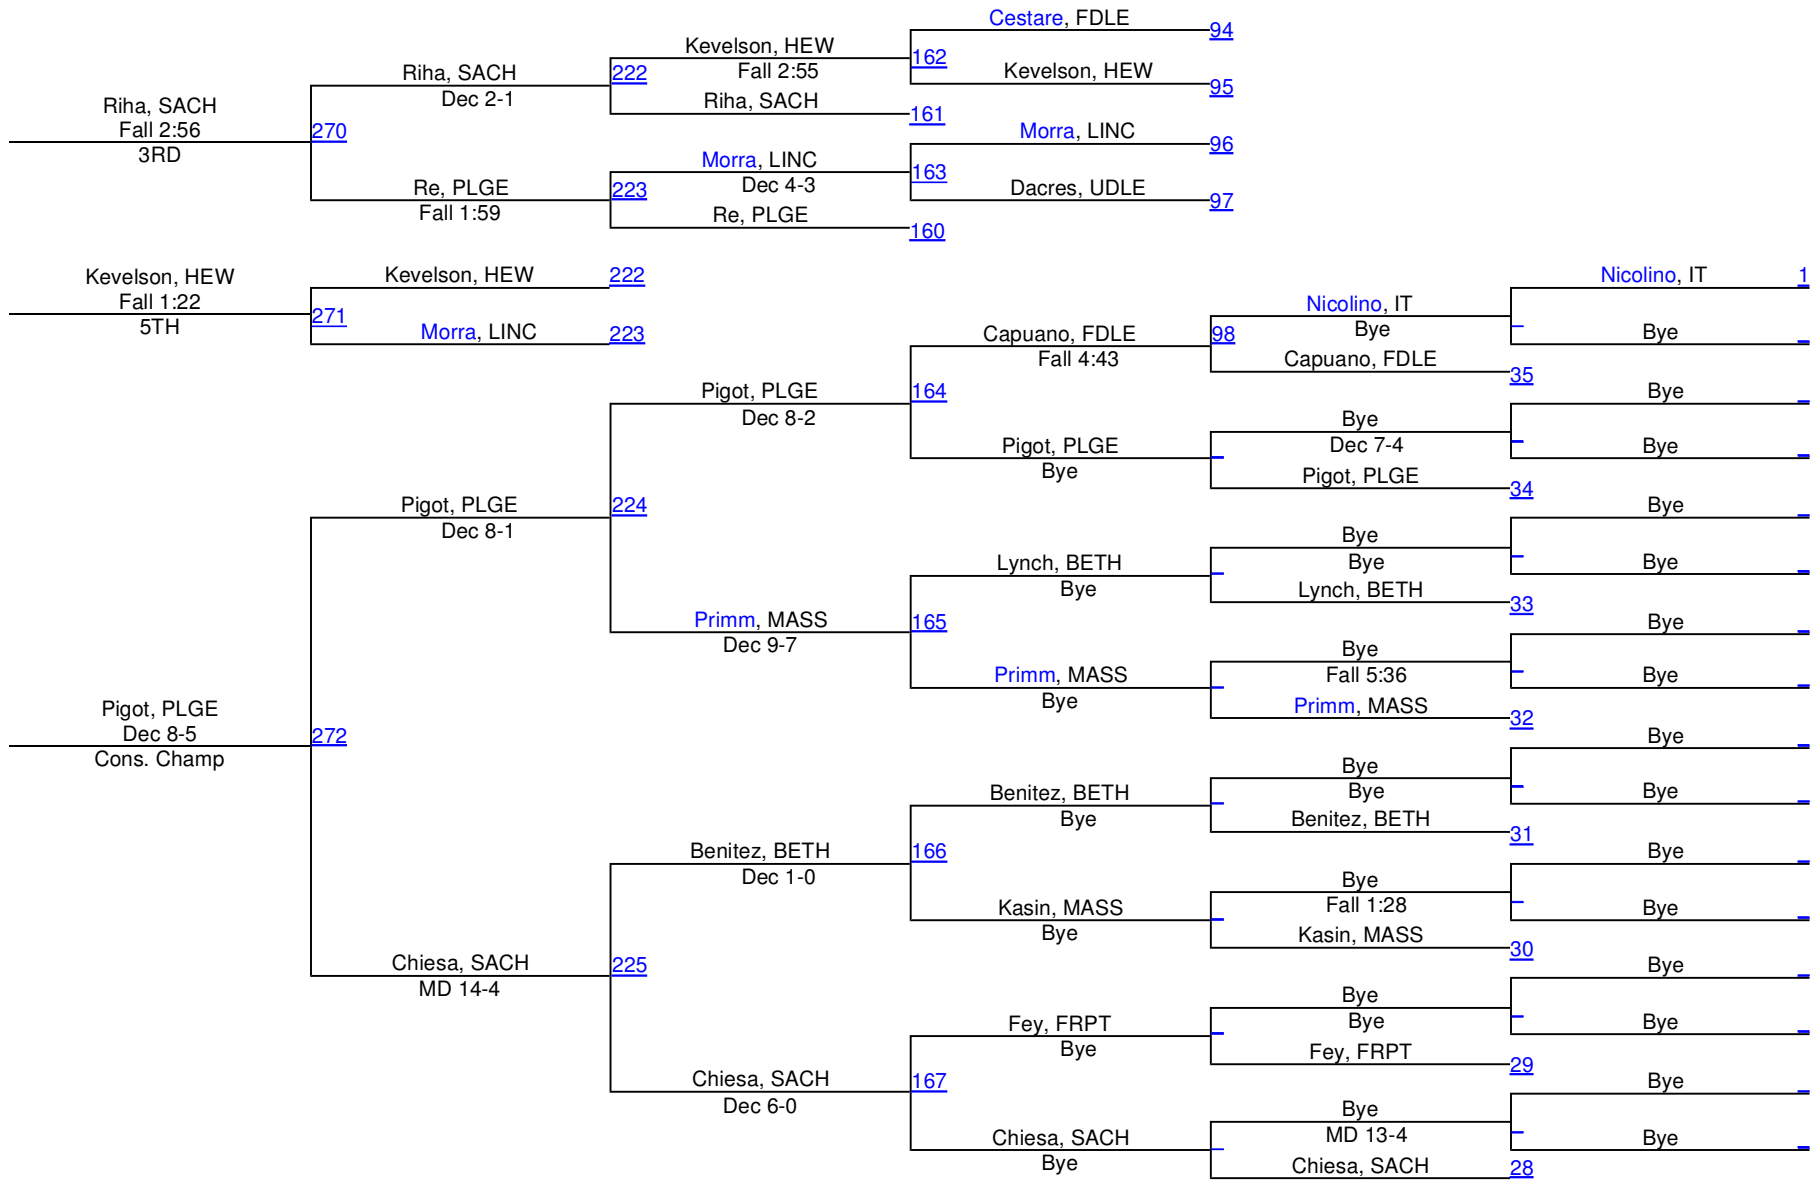 Cestare, FDLE
94
Kevelson, HEW
162
Fall 2:55
Kevelson, HEW
95
Riha, SACH
222
Dec 2-1
Riha, SACH
161
Riha, SACH
Fall 2:56
270
3RD
Morra, LINC
96
Morra, LINC
163
Dec 4-3
Dacres, UDLE
97
Re, PLGE
223
Fall 1:59
Re, PLGE
160
Kevelson, HEW
Fall 1:22
271
5TH
Kevelson, HEW
222
Morra, LINC
223
Nicolino, IT
1
Nicolino, IT
Bye
Bye
Capuano, FDLE
98
Fall 4:43
Capuano, FDLE
35
Pigot, PLGE
164
Dec 8-2
Bye
Bye
Dec 7-4
Bye
Pigot, PLGE
Bye
Pigot, PLGE
34
Pigot, PLGE
224
Dec 8-1
Bye
Bye
Bye
Bye
Lynch, BETH
Bye
Lynch, BETH
33
Primm, MASS
165
Dec 9-7
Bye
Bye
Fall 5:36
Bye
Primm, MASS
Bye
Primm, MASS
32
Pigot, PLGE
Dec 8-5
272
Cons. Champ
Bye
Bye
Bye
Bye
Benitez, BETH
Bye
Benitez, BETH
31
Benitez, BETH
166
Dec 1-0
Bye
Bye
Fall 1:28
Bye
Kasin, MASS
Bye
Kasin, MASS
30
Chiesa, SACH
225
MD 14-4
Bye
Bye
Bye
Bye
Fey, FRPT
Bye
Fey, FRPT
29
Chiesa, SACH
167
Dec 6-0
Bye
Bye
MD 13-4
Bye
Chiesa, SACH
Bye
Chiesa, SACH
28